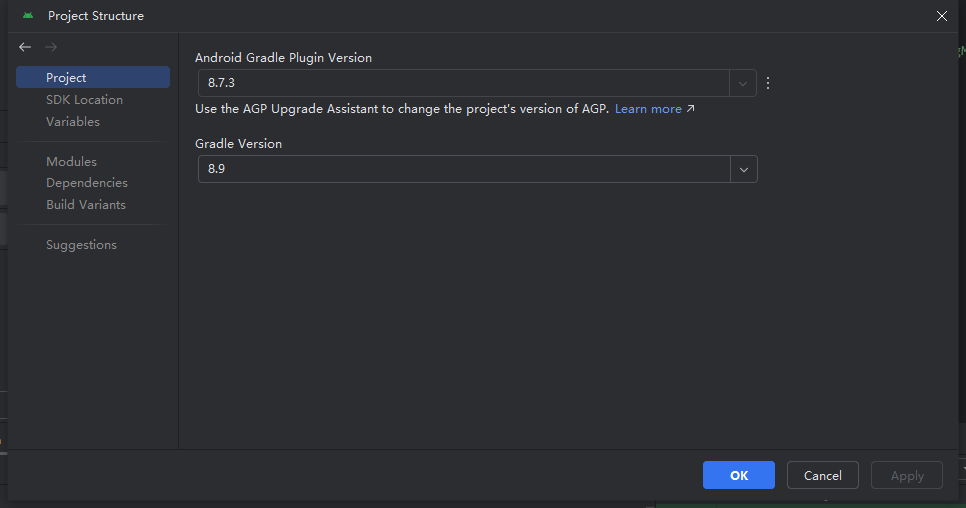 Project Structure
Project
SDK Location
Variables
Modules
Dependencies
Build Variants
Suggestions
Android Gradle Plugin Version
8.7.3
Use the AGP Upgrade Assistant to change the project's version of AGP. Learn more ↗
Gradle Version
8.9
OK
Cancel
Apply